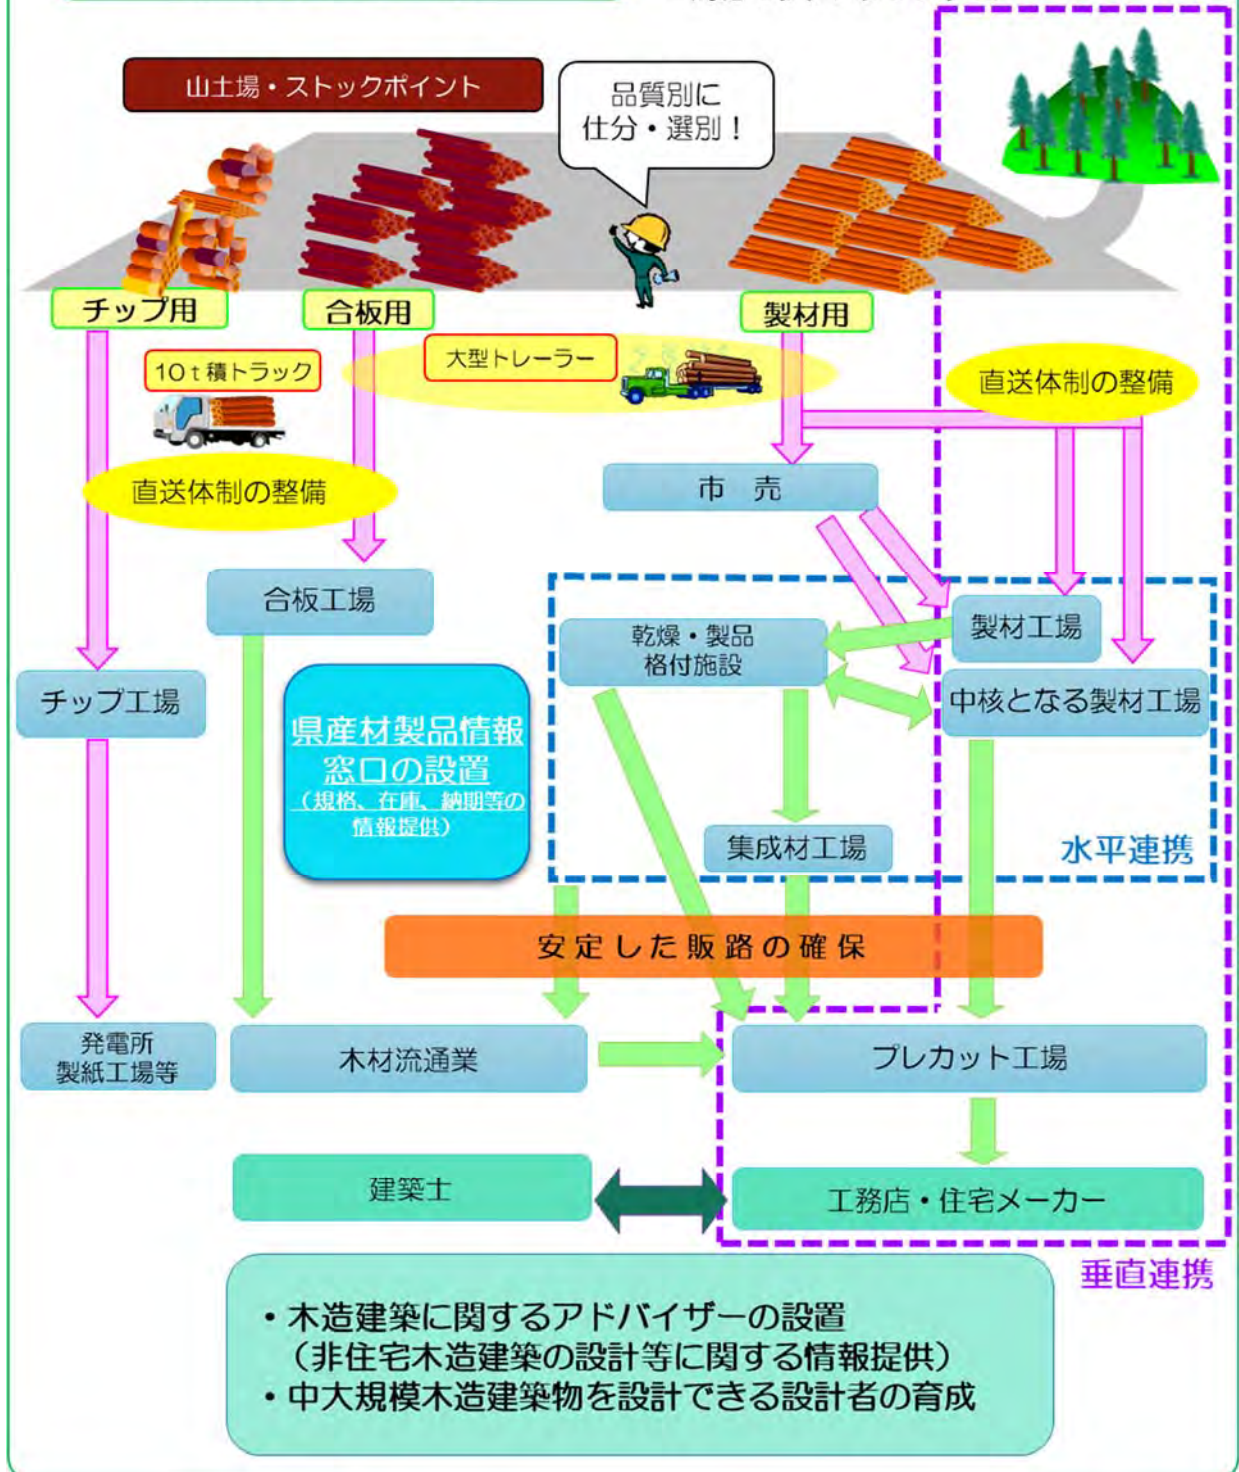 山土場・ストックポイント
品質別に
仕分・選別！
チップ用
合板用
製材用
10ｔ積トラック
大型トレーラー
直送体制の整備
直送体制の整備
市　売
合板工場
乾燥・製品
格付施設
製材工場
チップ工場
中核となる製材工場
県産材製品情報
窓口の設置
（規格、在庫、納期等の
情報提供）
集成材工場
水平連携
安定した販路の確保
発電所
製紙工場等
木材流通業
プレカット工場
建築士
工務店・住宅メーカー
垂直連携
・木造建築に関するアドバイザーの設置
（非住宅木造建築の設計等に関する情報提供）
・中大規模木造建築物を設計できる設計者の育成